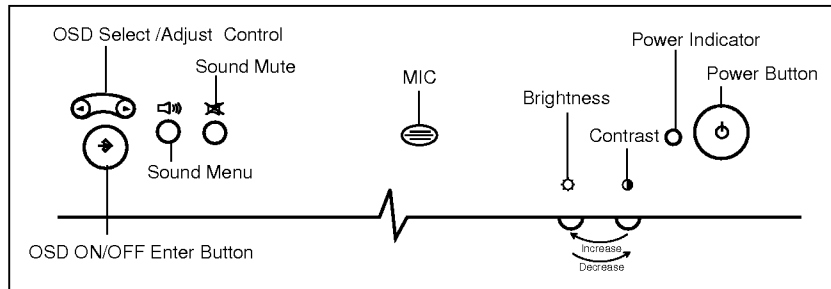 OSD Select /Adjust Control
Sound Mute
MIC
Power Indicator
Power Button
Brightness
Contrast
Sound Menu
OSD ON/OFF Enter Button
Increase
Decrease